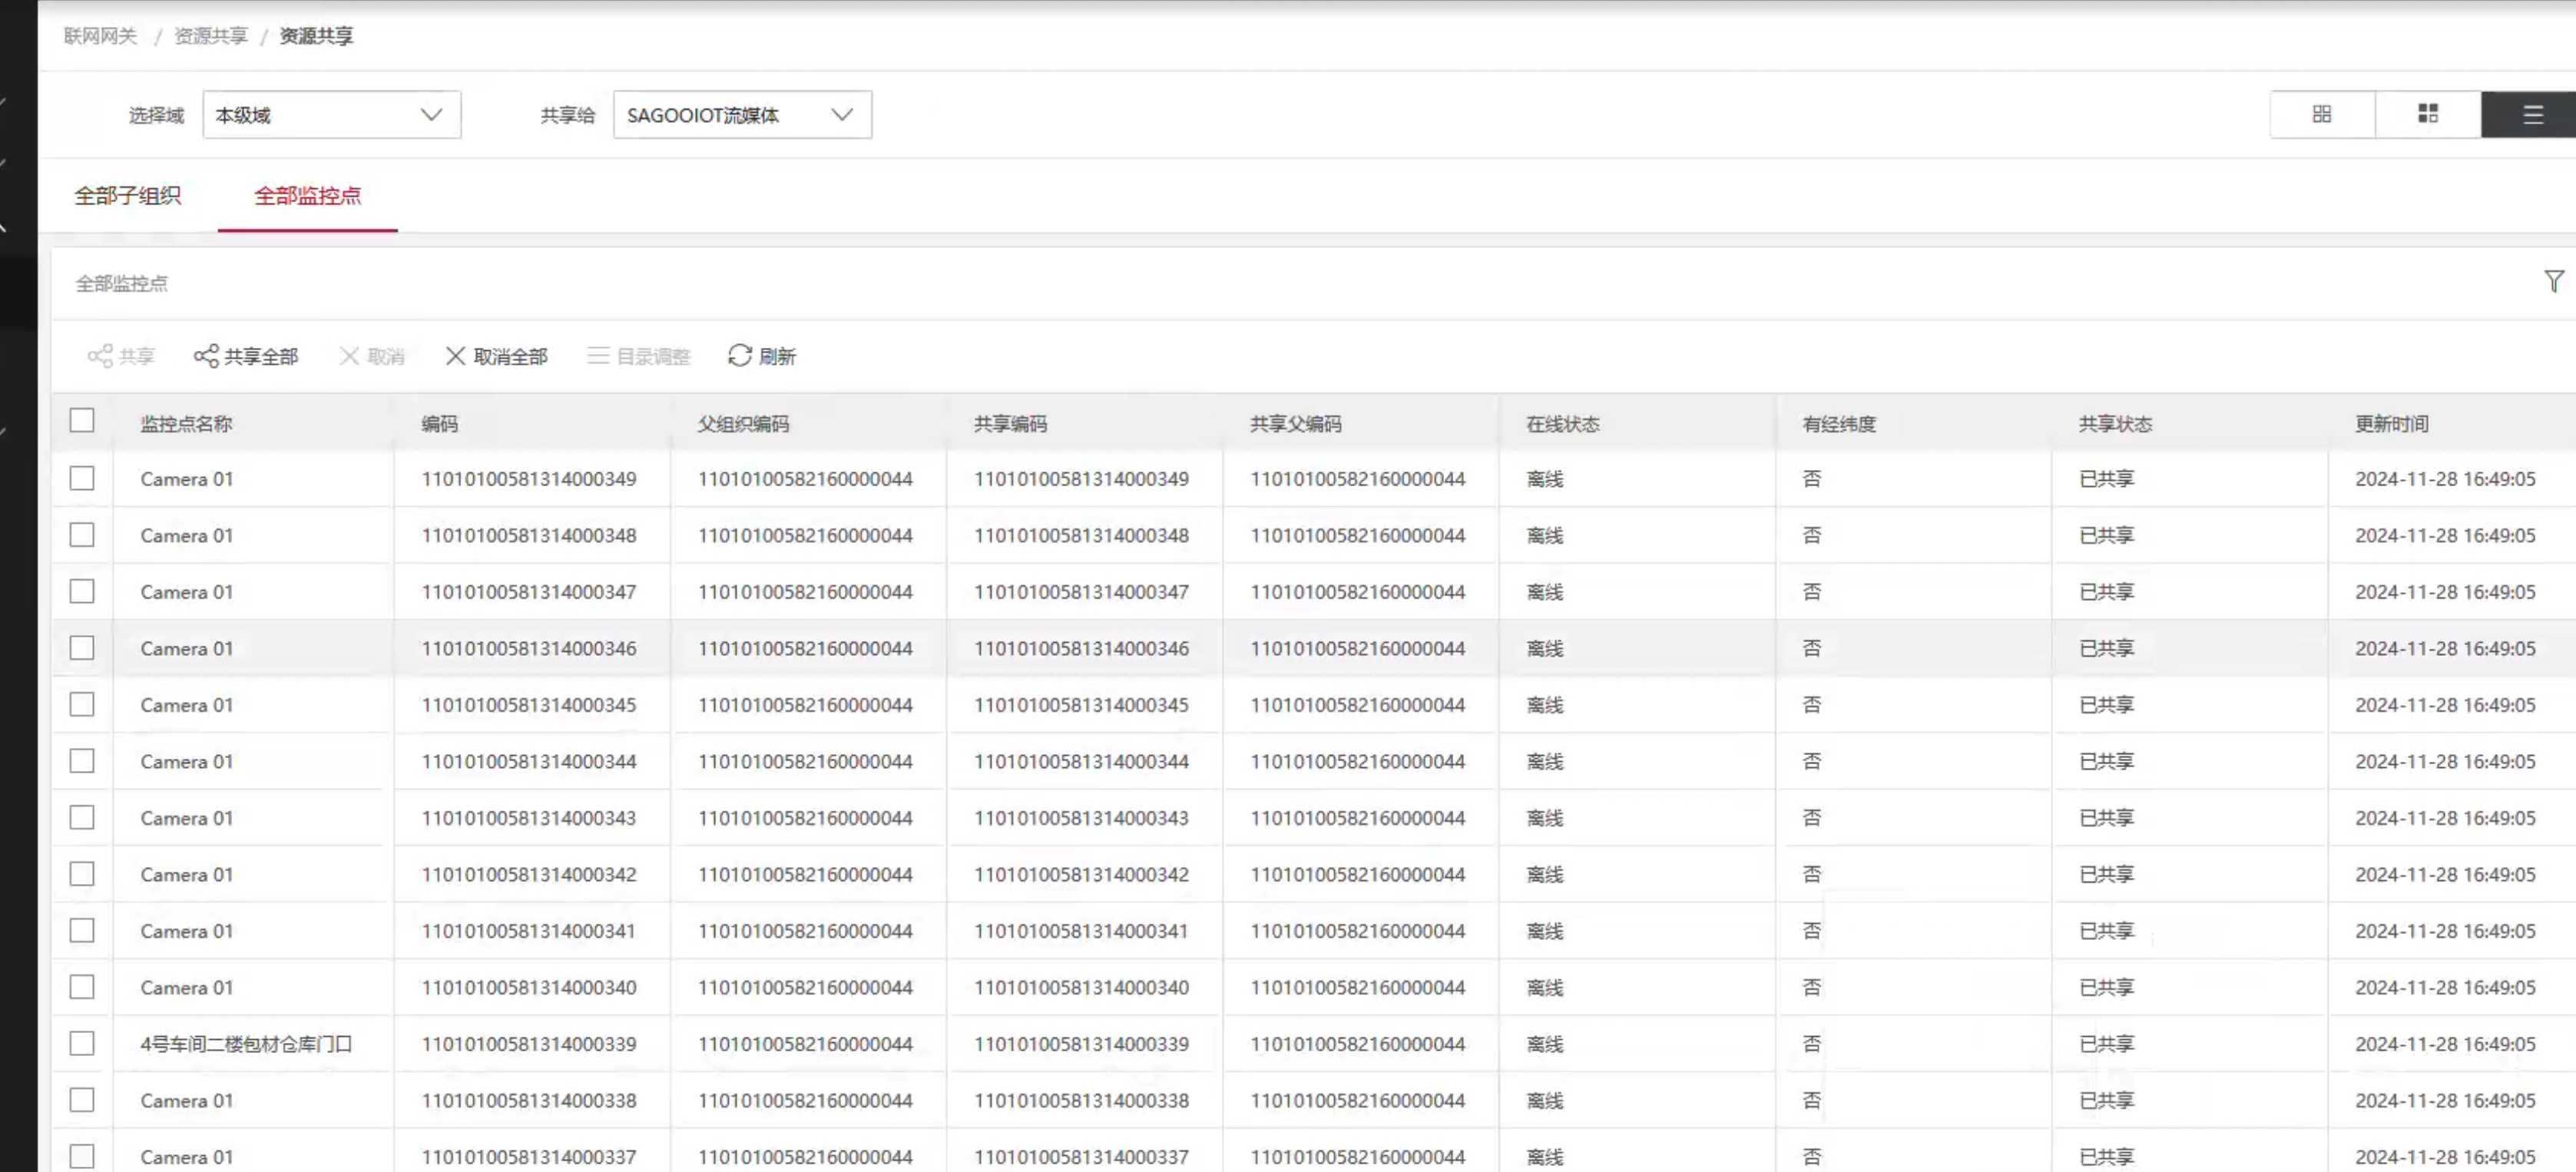 联网网关 / 资源共享 / 资源共享
选择域 本级域 共享给 SAGOOIOT流媒体
全部子组织 全部监控点
全部监控点
共享 共享全部 取消 取消全部 目录调整 刷新
监控点名称 编码 父组织编码 共享编码 共享父编码 在线状态 有经纬度 共享状态 更新时间
Camera 01 11010100581314000349 11010100582160000044 11010100581314000349 11010100582160000044 离线 否 已共享 2024-11-28 16:49:05
Camera 01 11010100581314000348 11010100582160000044 11010100581314000348 11010100582160000044 离线 否 已共享 2024-11-28 16:49:05
Camera 01 11010100581314000347 11010100582160000044 11010100581314000347 11010100582160000044 离线 否 已共享 2024-11-28 16:49:05
Camera 01 11010100581314000346 11010100582160000044 11010100581314000346 11010100582160000044 离线 否 已共享 2024-11-28 16:49:05
Camera 01 11010100581314000345 11010100582160000044 11010100581314000345 11010100582160000044 离线 否 已共享 2024-11-28 16:49:05
Camera 01 11010100581314000344 11010100582160000044 11010100581314000344 11010100582160000044 离线 否 已共享 2024-11-28 16:49:05
Camera 01 11010100581314000343 11010100582160000044 11010100581314000343 11010100582160000044 离线 否 已共享 2024-11-28 16:49:05
Camera 01 11010100581314000342 11010100582160000044 11010100581314000342 11010100582160000044 离线 否 已共享 2024-11-28 16:49:05
Camera 01 11010100581314000341 11010100582160000044 11010100581314000341 11010100582160000044 离线 否 已共享 2024-11-28 16:49:05
Camera 01 11010100581314000340 11010100582160000044 11010100581314000340 11010100582160000044 离线 否 已共享 2024-11-28 16:49:05
4号车间二楼包材仓库门口 11010100581314000339 11010100582160000044 11010100581314000339 11010100582160000044 离线 否 已共享 2024-11-28 16:49:05
Camera 01 11010100581314000338 11010100582160000044 11010100581314000338 11010100582160000044 离线 否 已共享 2024-11-28 16:49:05
Camera 01 11010100581314000337 11010100582160000044 11010100581314000337 11010100582160000044 离线 否 已共享 2024-11-28 16:49:05